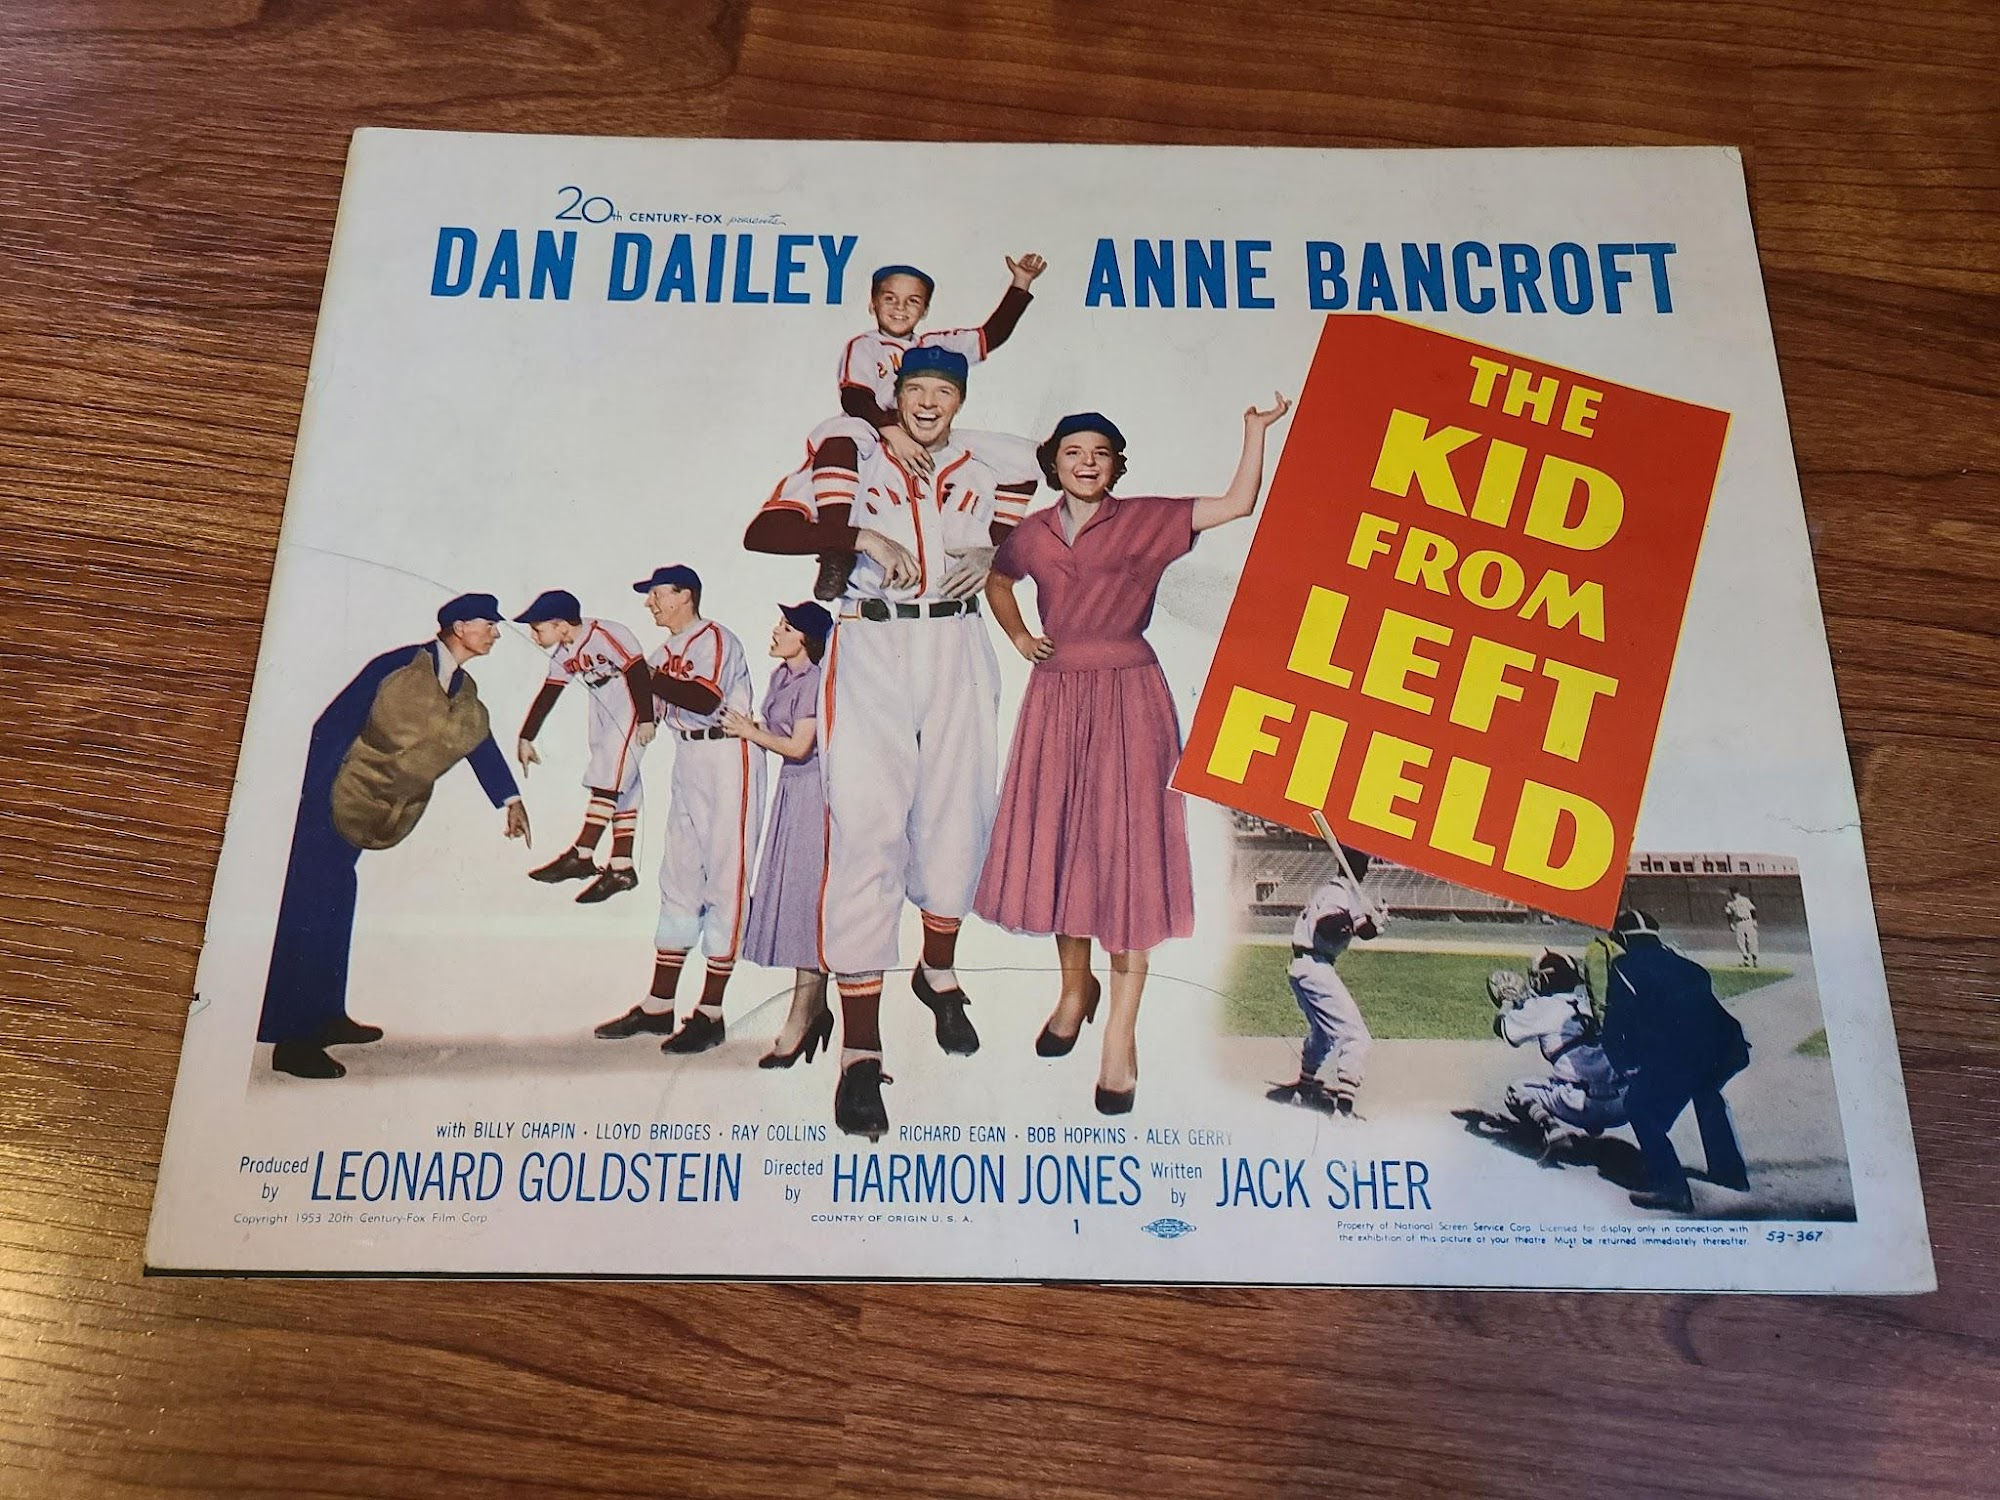 20th CENTURY-FOX presents
DAN DAILEY ANNE BANCROFT
THE
KID
FROM
LEFT
FIELD
with BILLY CHAPIN · LLOYD BRIDGES · RAY COLLINS RICHARD EGAN · BOB HOPKINS · ALEX GERRY
Produced by LEONARD GOLDSTEIN Directed by HARMON JONES Written by JACK SHER
Copyright 1953 20th Century-Fox Film Corp.
COUNTRY OF ORIGIN U. S. A.
1
Property of National Screen Service Corp. Licensed for display only in connection with
the exhibition of this picture at your theatre. Must be returned immediately thereafter.
53-367